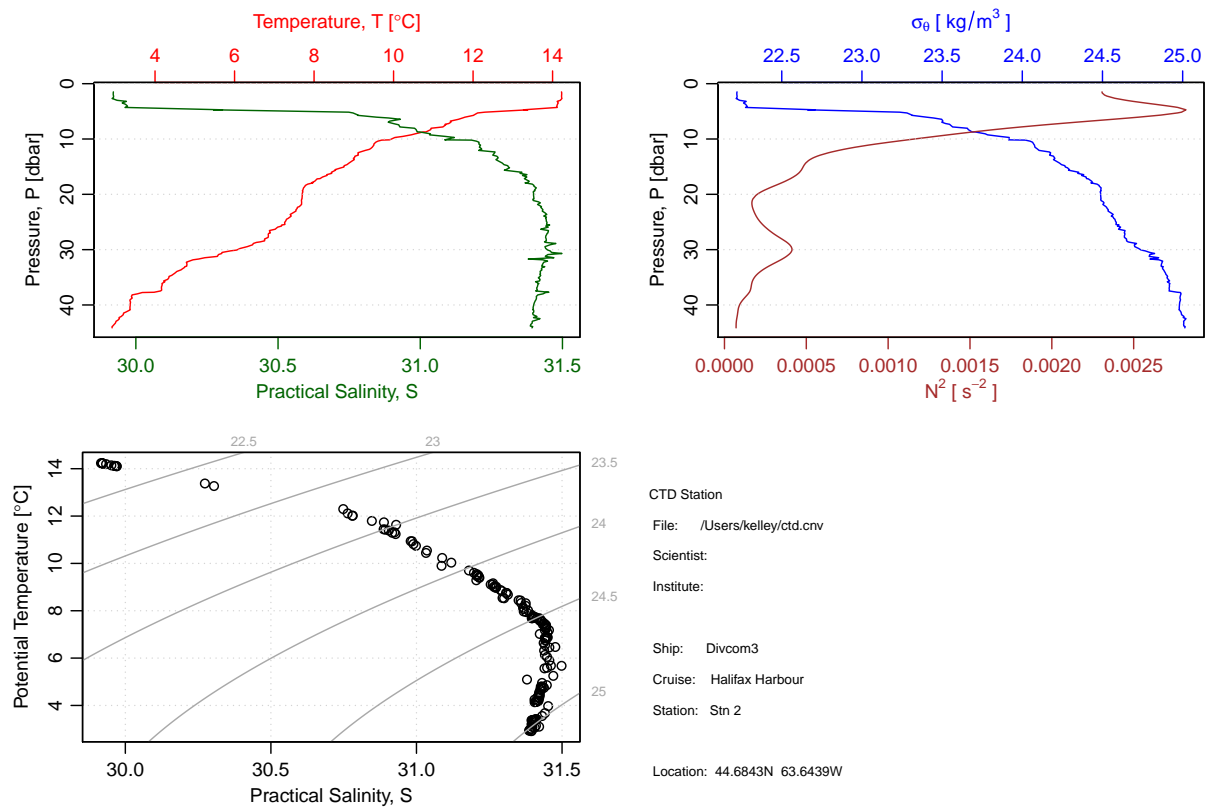 Temperature, T [°C]
4 6 8 10 12 14
0
10
20
30
40
Pressure, P [dbar]
30.0 30.5 31.0 31.5
Practical Salinity, S
σθ [ kg/m³ ]
22.5 23.0 23.5 24.0 24.5 25.0
0
10
20
30
40
Pressure, P [dbar]
0.0000 0.0005 0.0010 0.0015 0.0020 0.0025
N² [ s⁻² ]
22.5 23
23.5
24
24.5
25
14
12
10
8
6
4
Potential Temperature [°C]
30.0 30.5 31.0 31.5
Practical Salinity, S
CTD Station
File: /Users/kelley/ctd.cnv
Scientist:
Institute:
Ship: Divcom3
Cruise: Halifax Harbour
Station: Stn 2
Location: 44.6843N 63.6439W